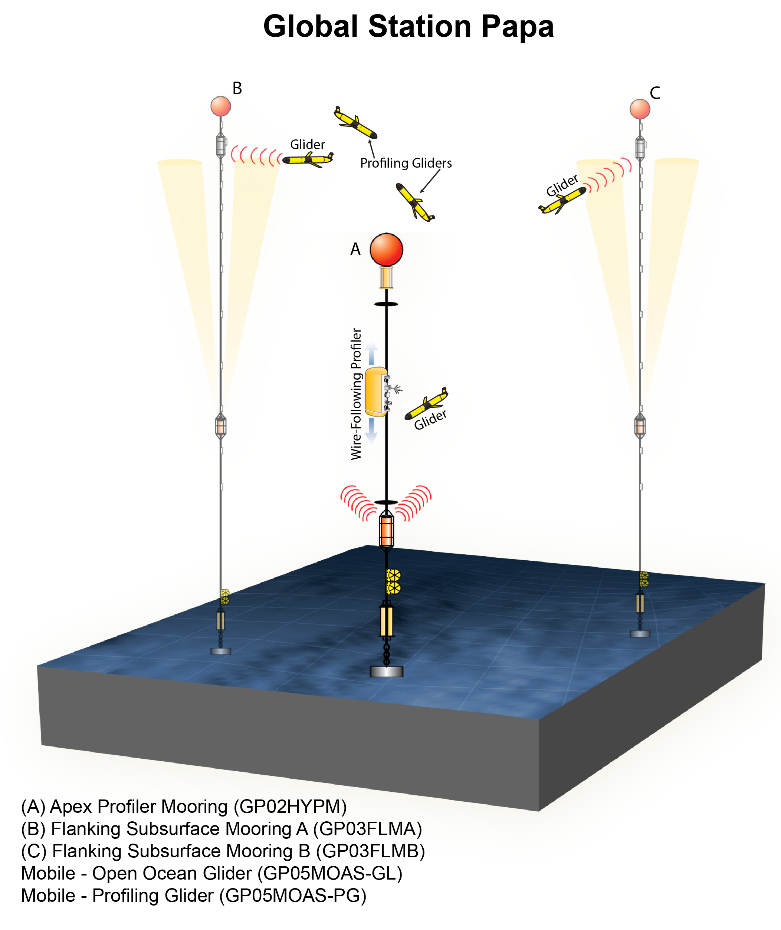 Global Station Papa
B
C
Glider
Profiling Gliders
Glider
A
Wire-Following Profiler
Glider
(A) Apex Profiler Mooring (GP02HYPM)
(B) Flanking Subsurface Mooring A (GP03FLMA)
(C) Flanking Subsurface Mooring B (GP03FLMB)
Mobile - Open Ocean Glider (GP05MOAS-GL)
Mobile - Profiling Glider (GP05MOAS-PG)